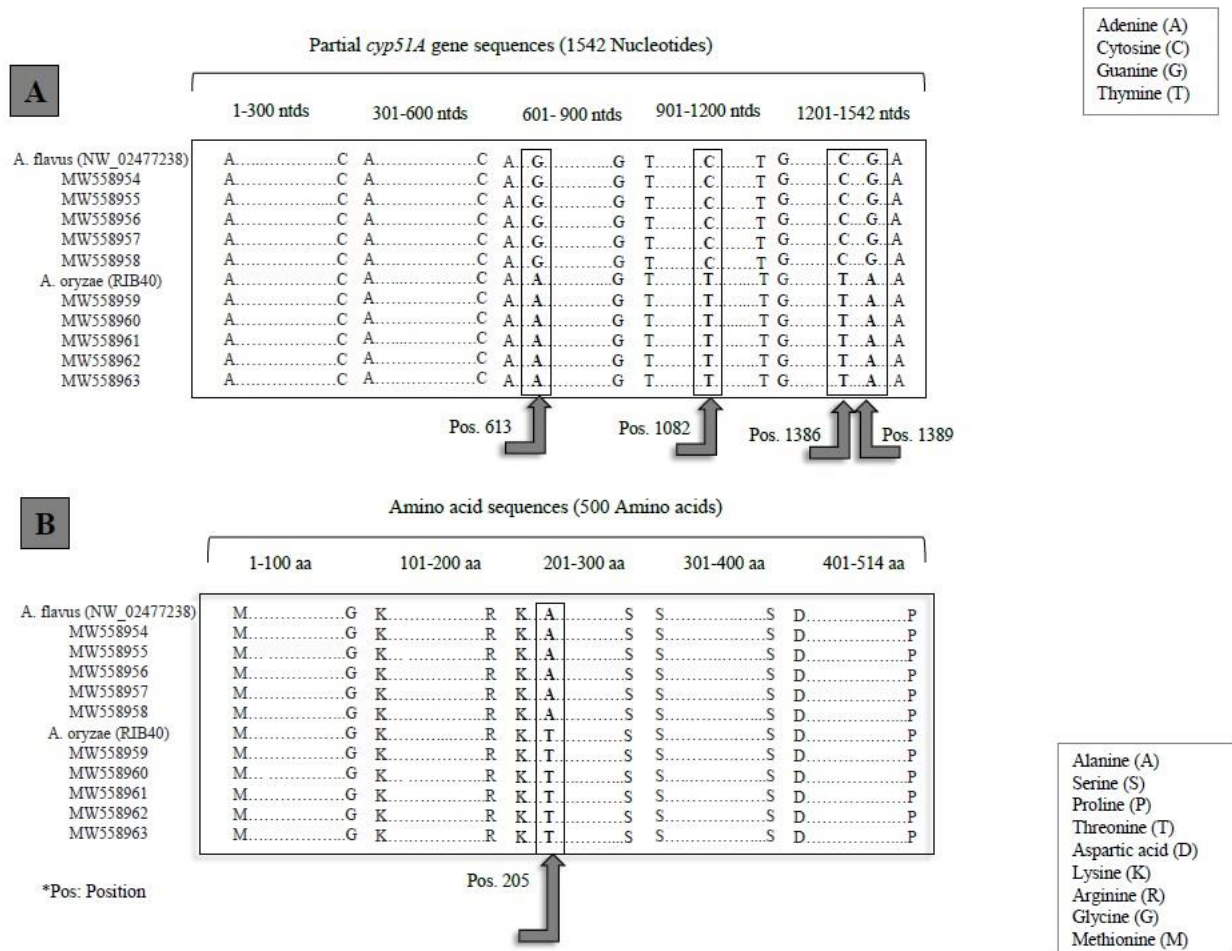 Adenine (A)
Cytosine (C)
Guanine (G)
Thymine (T)
Partial cyp51A gene sequences (1542 Nucleotides)
A
1-300 ntds 301-600 ntds 601- 900 ntds 901-1200 ntds 1201-1542 ntds
A. flavus (NW_02477238) A......................C A......................C A..G.............G T.........C.......T G..........C...G..A
MW558954 A......................C A......................C A..G.............G T.........C.......T G..........C...G..A
MW558955 A......................C A......................C A..G.............G T.........C.......T G..........C...G..A
MW558956 A......................C A......................C A..G.............G T.........C.......T G..........C...G..A
MW558957 A......................C A......................C A..G.............G T.........C.......T G..........C...G..A
MW558958 A......................C A......................C A..G.............G T.........C.......T G..........C...G..A
A. oryzae (RIB40) A......................C A......................C A..A.............G T.........T.......T G..........T...A..A
MW558959 A......................C A......................C A..A.............G T.........T.......T G..........T...A..A
MW558960 A......................C A......................C A..A.............G T.........T.......T G..........T...A..A
MW558961 A......................C A......................C A..A.............G T.........T.......T G..........T...A..A
MW558962 A......................C A......................C A..A.............G T.........T.......T G..........T...A..A
MW558963 A......................C A......................C A..A.............G T.........T.......T G..........T...A..A
Pos. 613 Pos. 1082 Pos. 1386 Pos. 1389
B
Amino acid sequences (500 Amino acids)
1-100 aa 101-200 aa 201-300 aa 301-400 aa 401-514 aa
A. flavus (NW_02477238) M......................G K......................R K..A.............S S......................S D......................P
MW558954 M......................G K......................R K..A.............S S......................S D......................P
MW558955 M......................G K......................R K..A.............S S......................S D......................P
MW558956 M......................G K......................R K..A.............S S......................S D......................P
MW558957 M......................G K......................R K..A.............S S......................S D......................P
MW558958 M......................G K......................R K..A.............S S......................S D......................P
A. oryzae (RIB40) M......................G K......................R K..T.............S S......................S D......................P
MW558959 M......................G K......................R K..T.............S S......................S D......................P
MW558960 M......................G K......................R K..T.............S S......................S D......................P
MW558961 M......................G K......................R K..T.............S S......................S D......................P
MW558962 M......................G K......................R K..T.............S S......................S D......................P
MW558963 M......................G K......................R K..T.............S S......................S D......................P
Pos. 205
*Pos: Position
Alanine (A)
Serine (S)
Proline (P)
Threonine (T)
Aspartic acid (D)
Lysine (K)
Arginine (R)
Glycine (G)
Methionine (M)